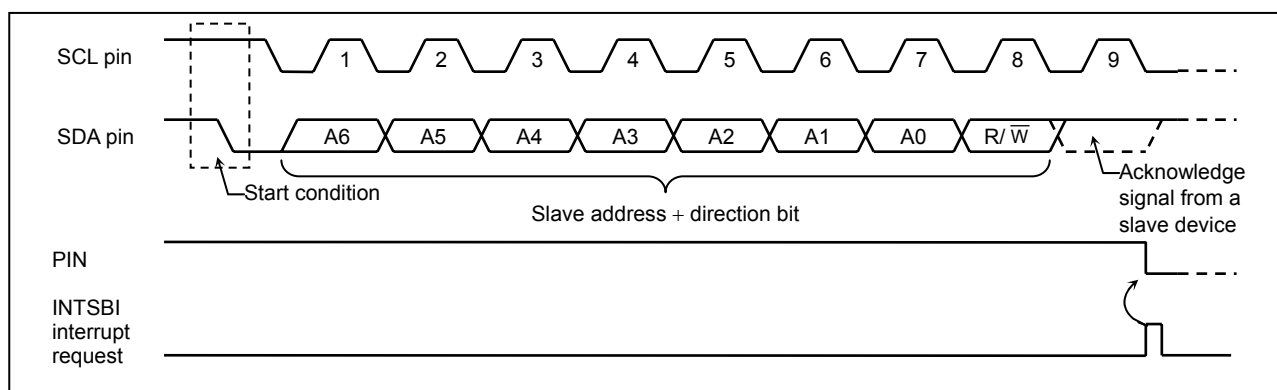 SCL pin
1 2 3 4 5 6 7 8 9
SDA pin
A6 A5 A4 A3 A2 A1 A0 R/W̅
Start condition
Slave address + direction bit
Acknowledge
signal from a
slave device
PIN
INTSBI
interrupt
request